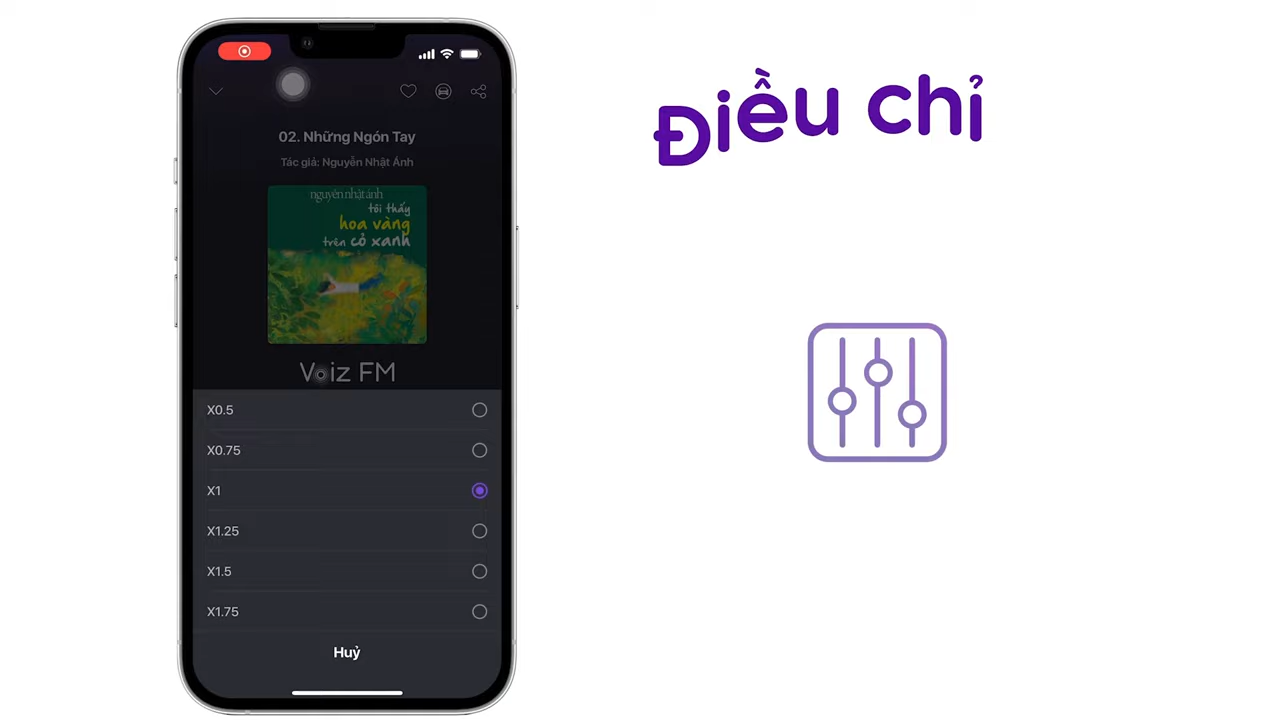 02. Những Ngón Tay
Tác giả: Nguyễn Nhật Ánh
nguyễn nhật ánh
tôi thấy
hoa vàng
trên cỏ xanh
Voiz FM
X0.5
X0.75
X1
X1.25
X1.5
X1.75
Huỷ
Điều chỉ